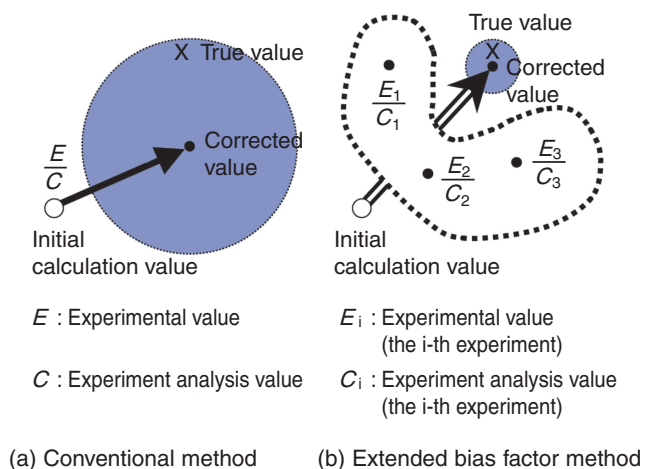 X True value
Corrected
value
E
C
Initial
calculation value
E : Experimental value
C : Experiment analysis value
(a) Conventional method
True value
X
Corrected
value
E1
C1
E2
C2
E3
C3
Initial
calculation value
Ei : Experimental value
(the i-th experiment)
Ci : Experiment analysis value
(the i-th experiment)
(b) Extended bias factor method